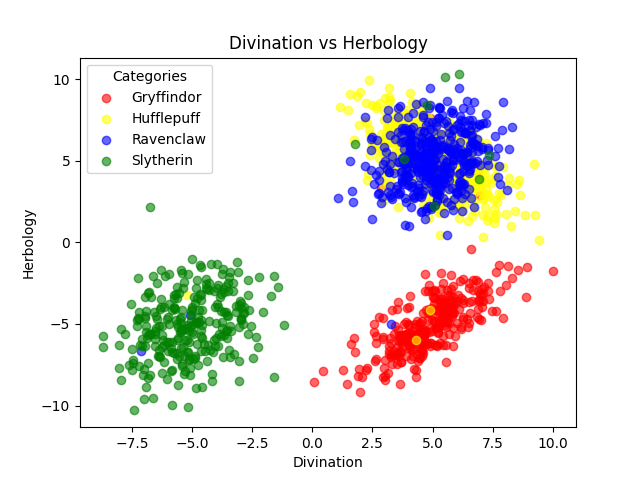 Divination vs Herbology
Categories
Gryffindor
Hufflepuff
Ravenclaw
Slytherin
10
5
0
−5
−10
Herbology
−7.5 −5.0 −2.5 0.0 2.5 5.0 7.5 10.0
Divination